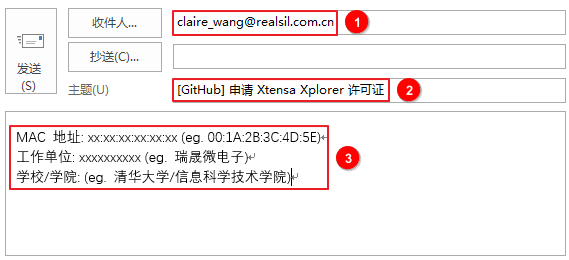 收件人...
claire_wang@realsil.com.cn
1
抄送(C)...
发送
(S)
主题(U)
[GitHub] 申请 Xtensa Xplorer 许可证
2
MAC 地址: xx:xx:xx:xx:xx:xx (eg. 00:1A:2B:3C:4D:5E)
工作单位: xxxxxxxxxx (eg. 瑞晟微电子)
学校/学院: (eg. 清华大学/信息科学技术学院)
3